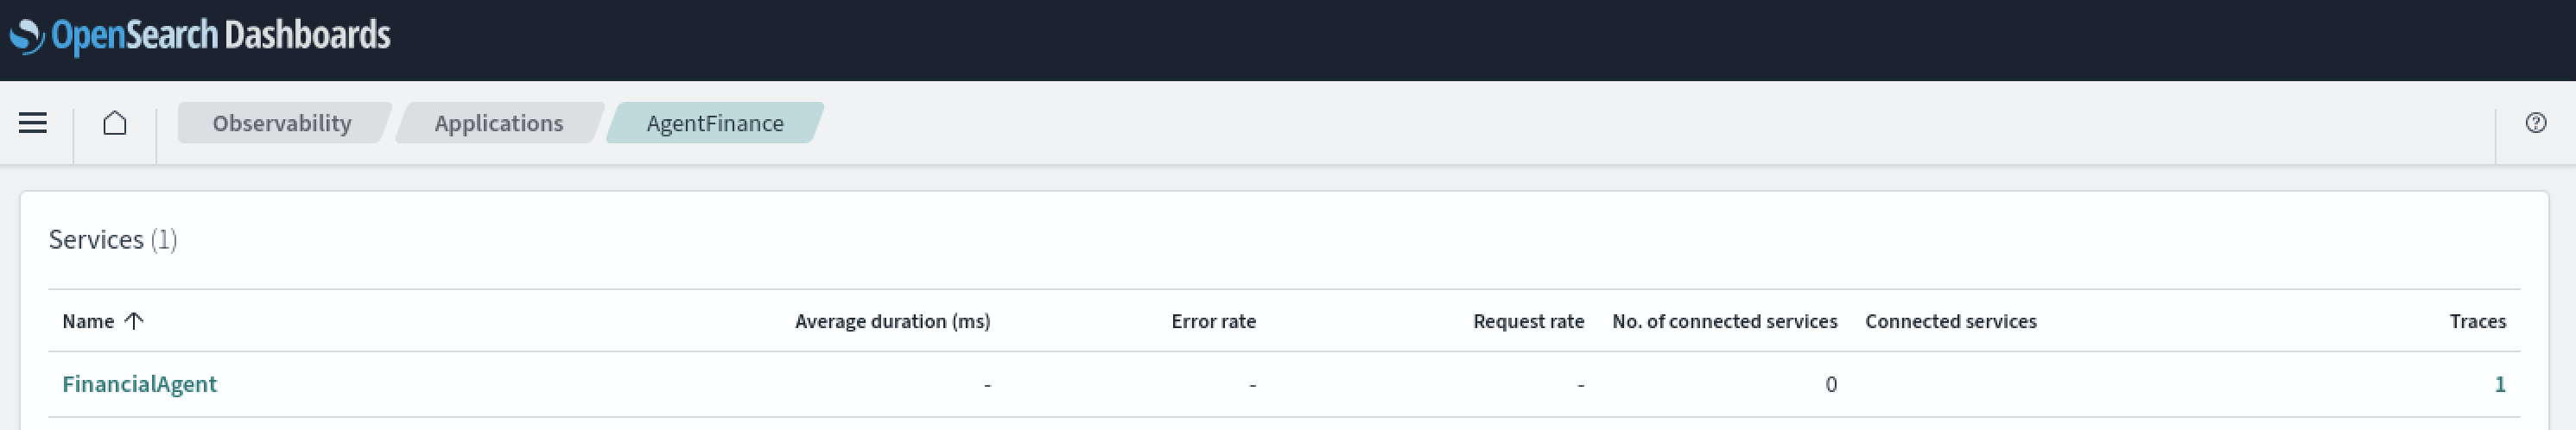 OpenSearch Dashboards
Observability Applications AgentFinance
Services (1)
Name Average duration (ms) Error rate Request rate No. of connected services Connected services Traces
FinancialAgent - - - 0 1